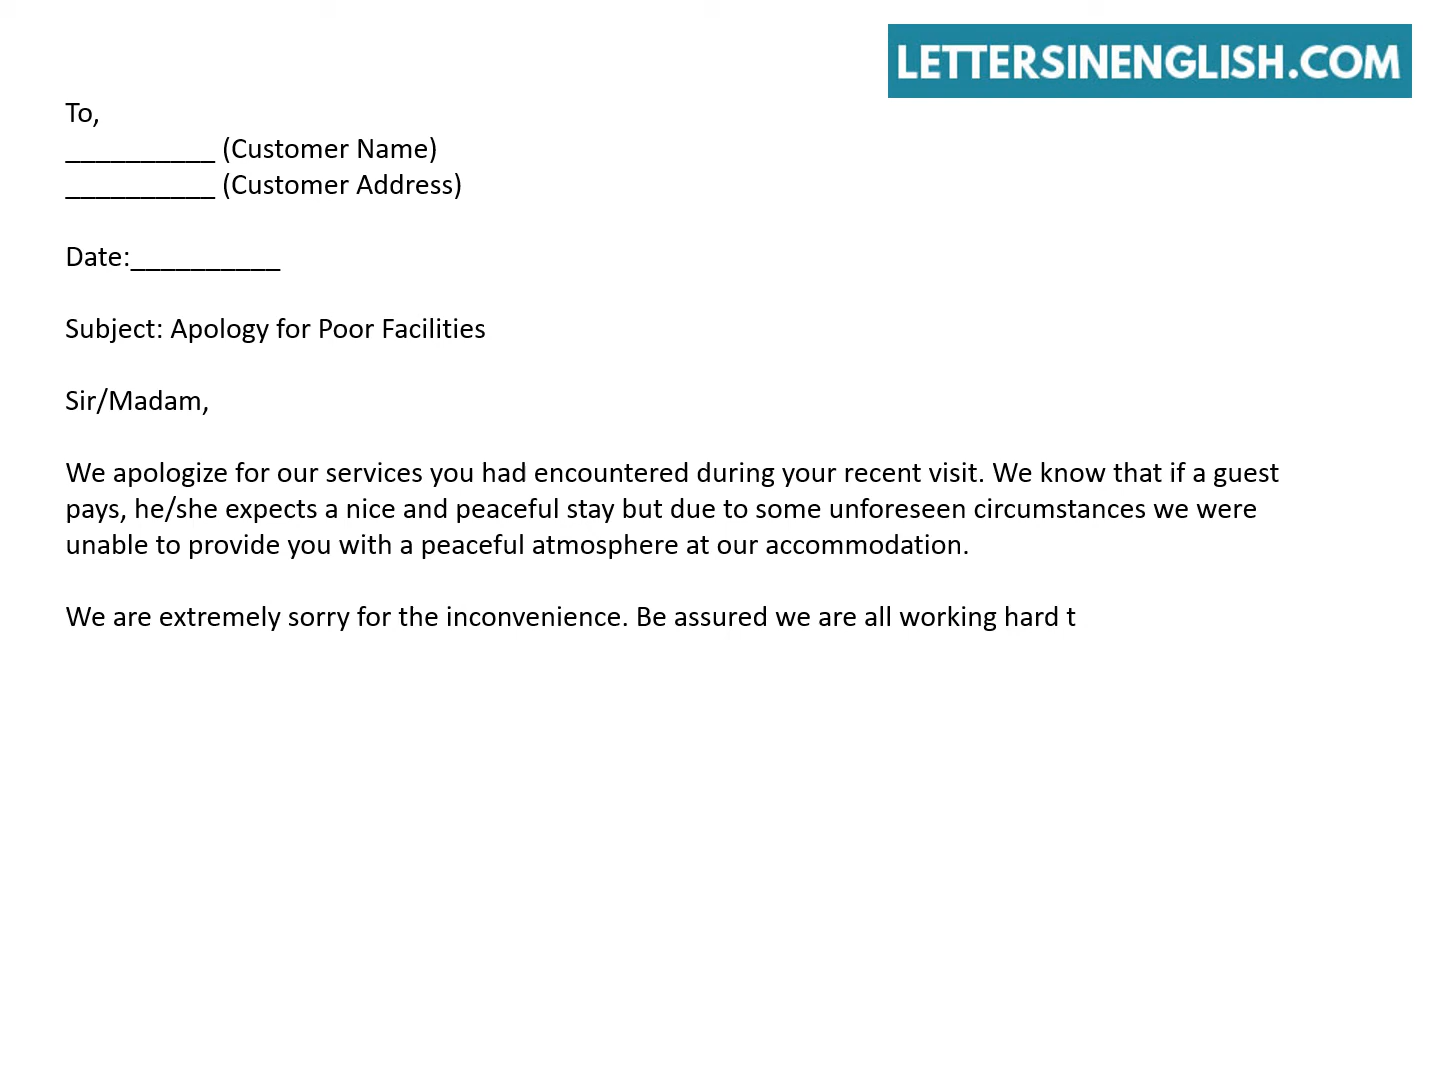 LETTERSINENGLISH.COM
To,
__________ (Customer Name)
__________ (Customer Address)
Date:__________
Subject: Apology for Poor Facilities
Sir/Madam,
We apologize for our services you had encountered during your recent visit. We know that if a guest
pays, he/she expects a nice and peaceful stay but due to some unforeseen circumstances we were
unable to provide you with a peaceful atmosphere at our accommodation.
We are extremely sorry for the inconvenience. Be assured we are all working hard t